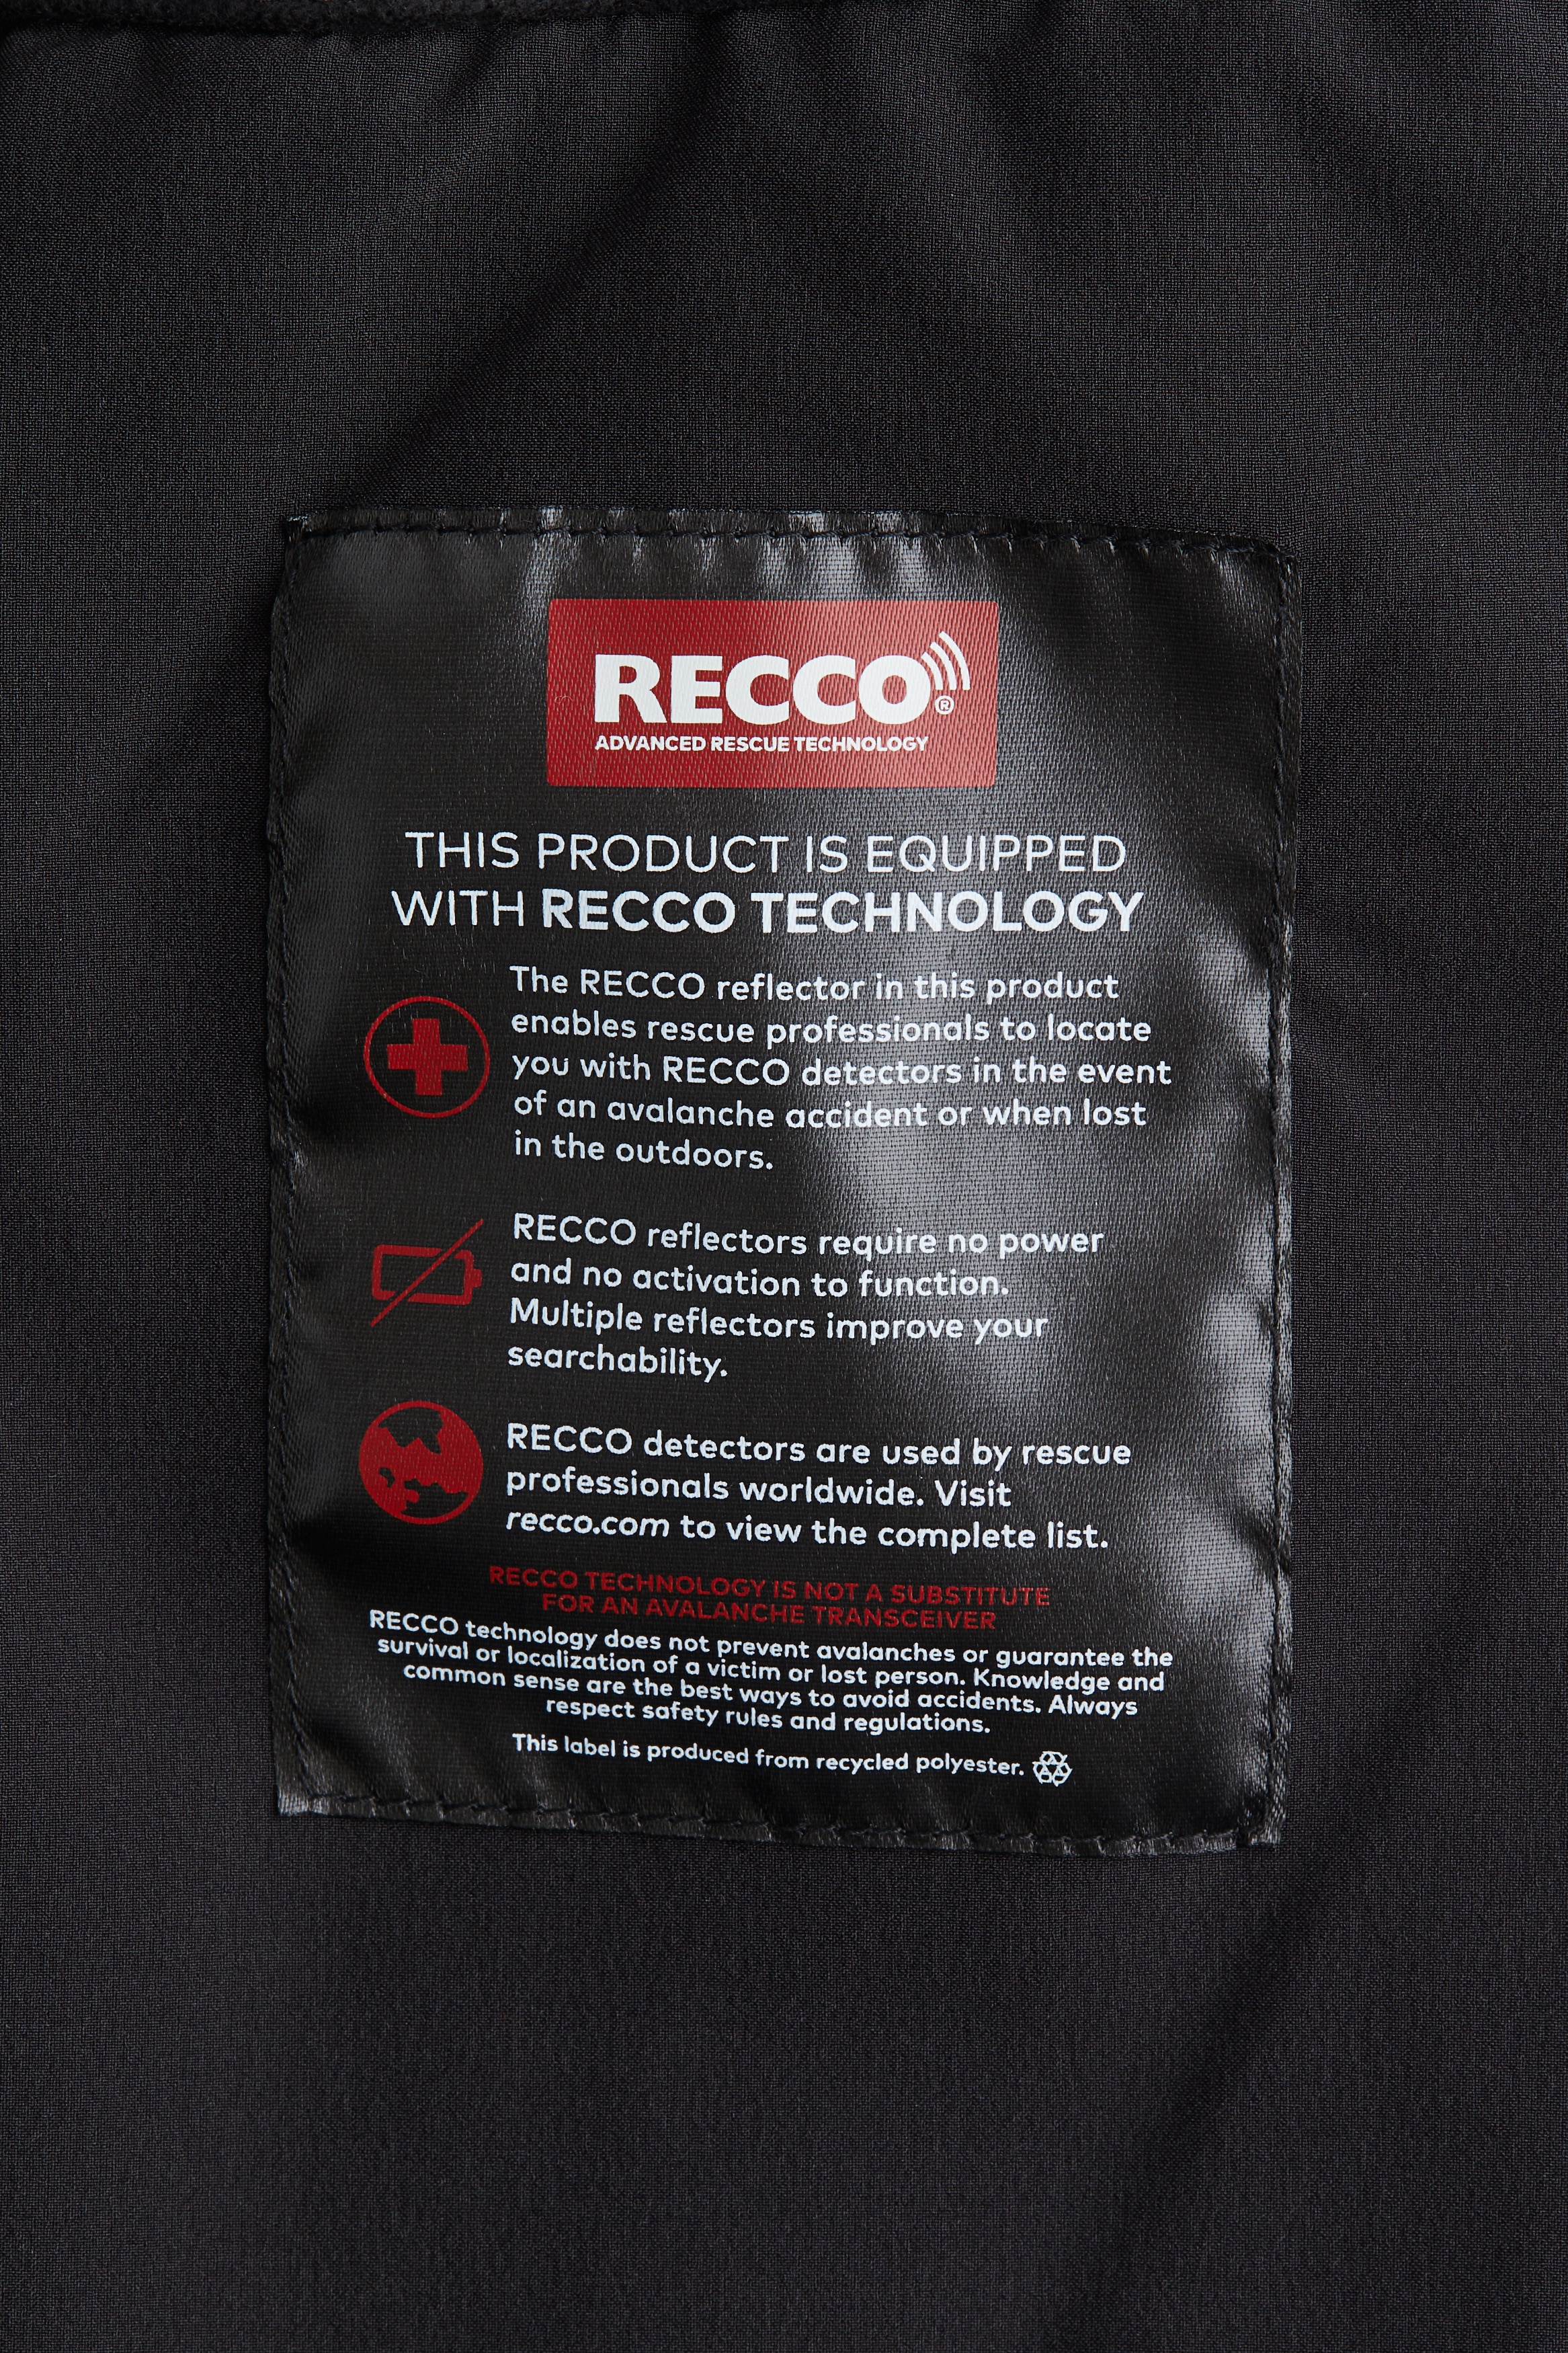 RECCO®
ADVANCED RESCUE TECHNOLOGY
THIS PRODUCT IS EQUIPPED
WITH RECCO TECHNOLOGY
The RECCO reflector in this product
enables rescue professionals to locate
you with RECCO detectors in the event
of an avalanche accident or when lost
in the outdoors.
RECCO reflectors require no power
and no activation to function.
Multiple reflectors improve your
searchability.
RECCO detectors are used by rescue
professionals worldwide. Visit
recco.com to view the complete list.
RECCO TECHNOLOGY IS NOT A SUBSTITUTE
FOR AN AVALANCHE TRANSCEIVER
RECCO technology does not prevent avalanches or guarantee the
survival or localization of a victim or lost person. Knowledge and
common sense are the best ways to avoid accidents. Always
respect safety rules and regulations.
This label is produced from recycled polyester.